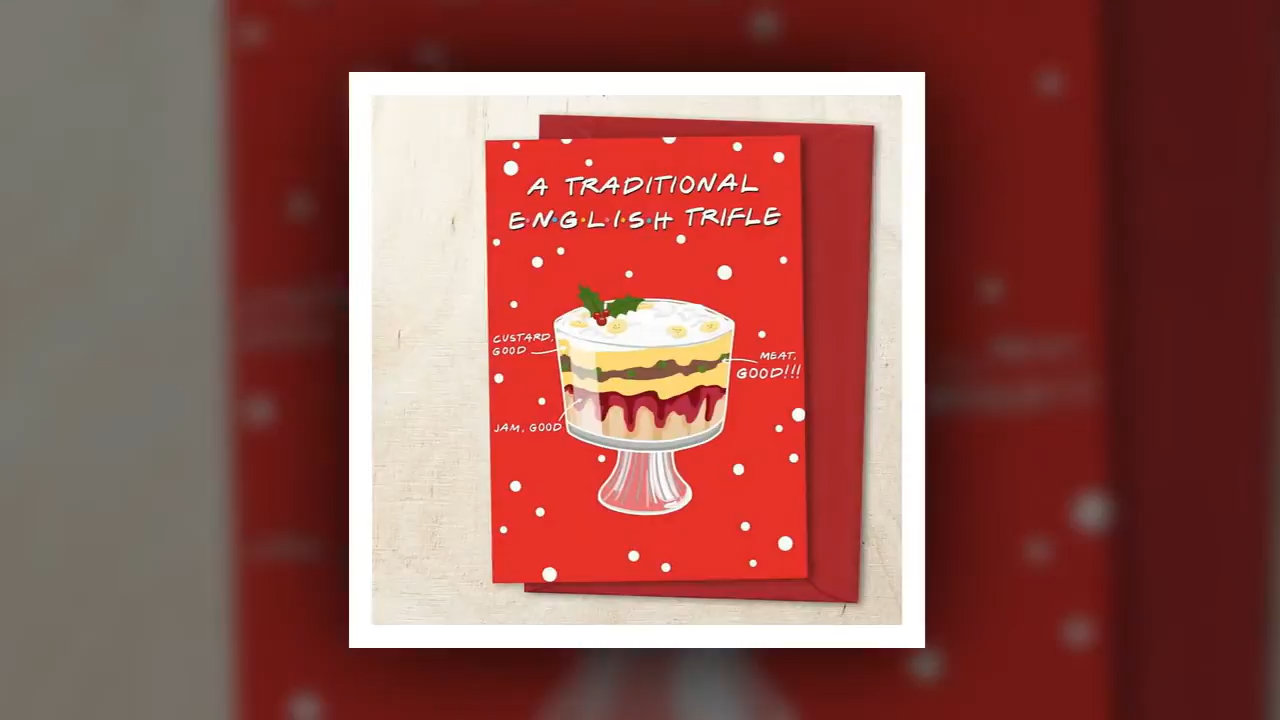 A TRADITIONAL
E·N·G·L·I·S·H TRIFLE
CUSTARD,
GOOD
MEAT,
GOOD!!!
JAM, GOOD